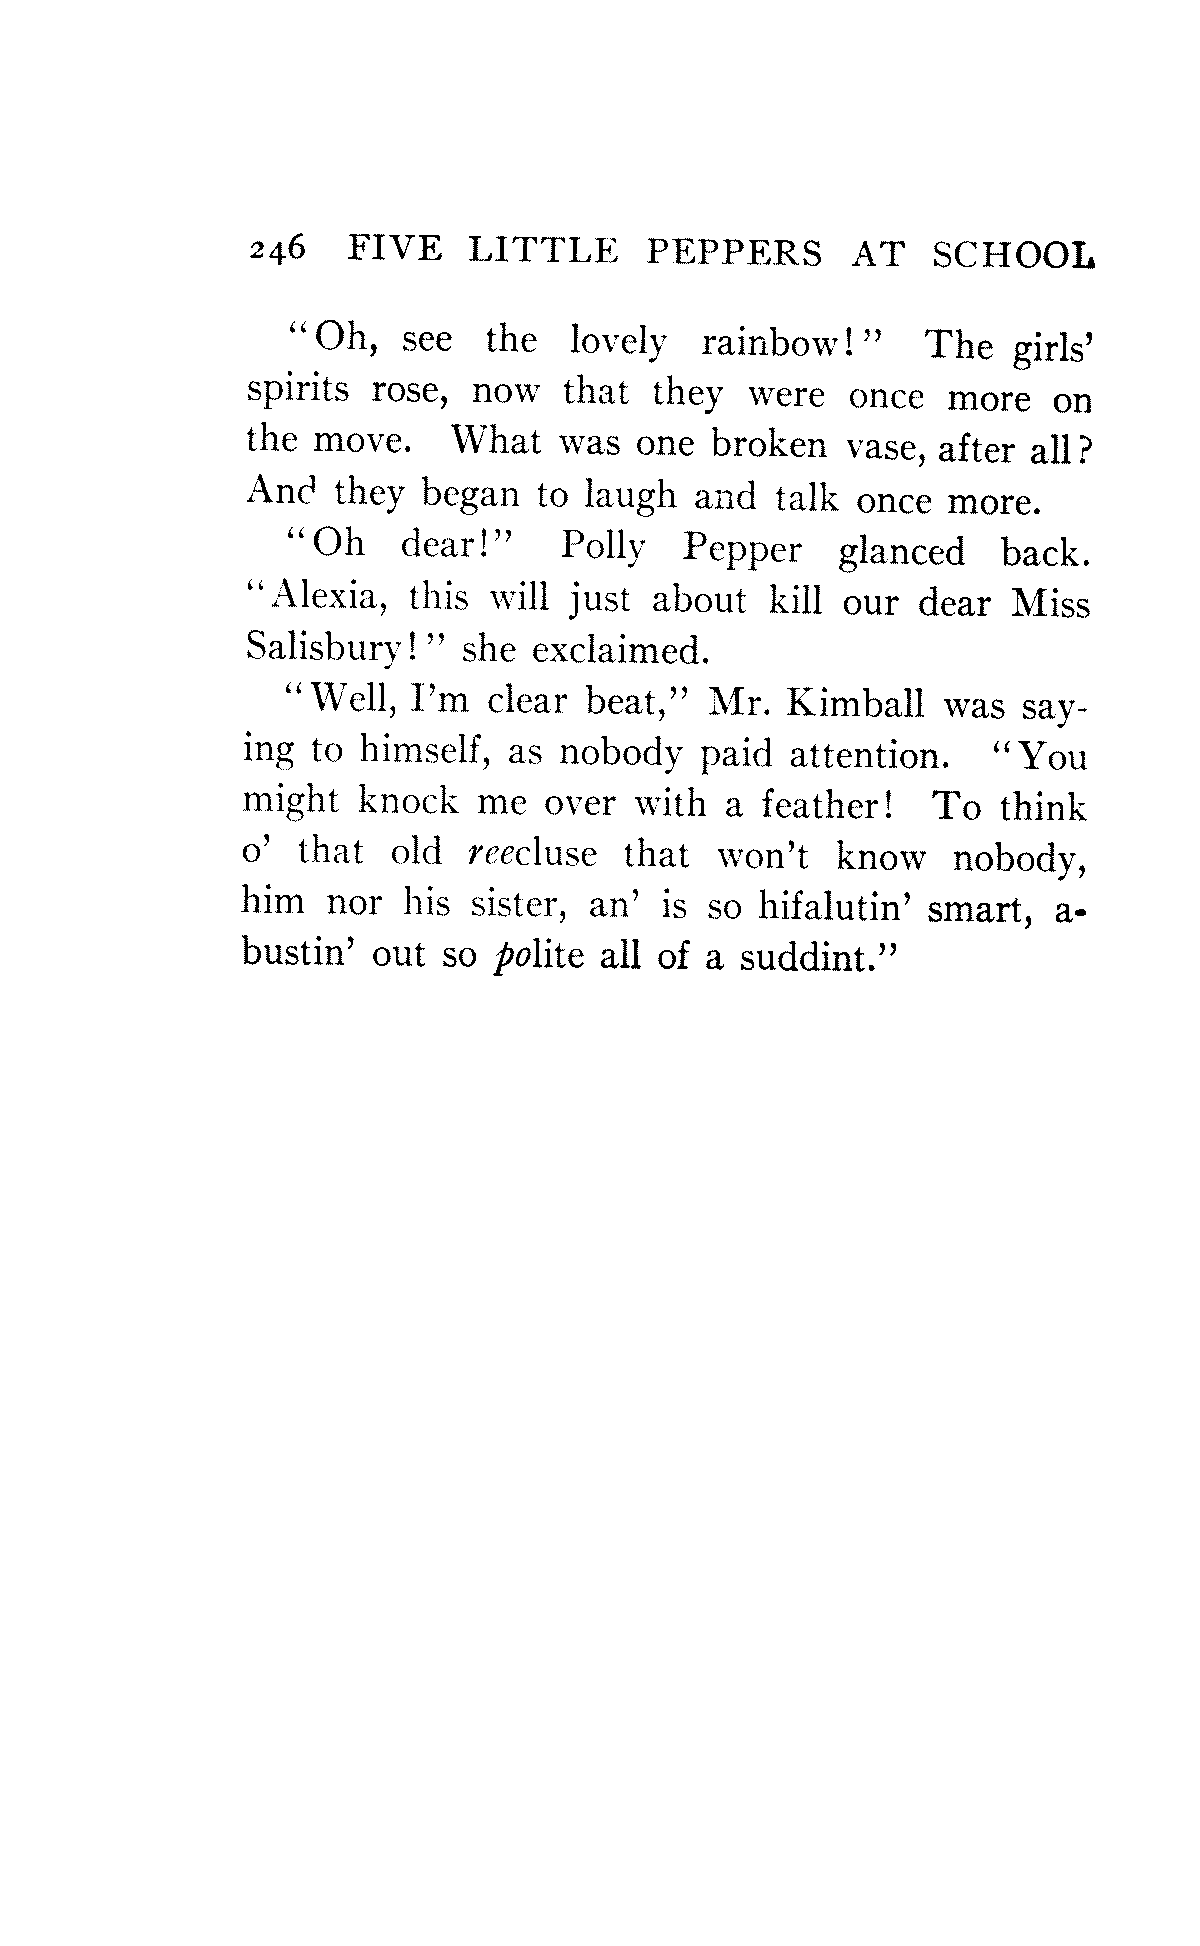 246 FIVE LITTLE PEPPERS AT SCHOOL
"Oh, see the lovely rainbow!" The girls'
spirits rose, now that they were once more on
the move. What was one broken vase, after all?
And they began to laugh and talk once more.
"Oh dear!" Polly Pepper glanced back.
"Alexia, this will just about kill our dear Miss
Salisbury!" she exclaimed.
"Well, I'm clear beat," Mr. Kimball was say-
ing to himself, as nobody paid attention. "You
might knock me over with a feather! To think
o' that old reecluse that won't know nobody,
him nor his sister, an' is so hifalutin' smart, a-
bustin' out so polite all of a suddint."